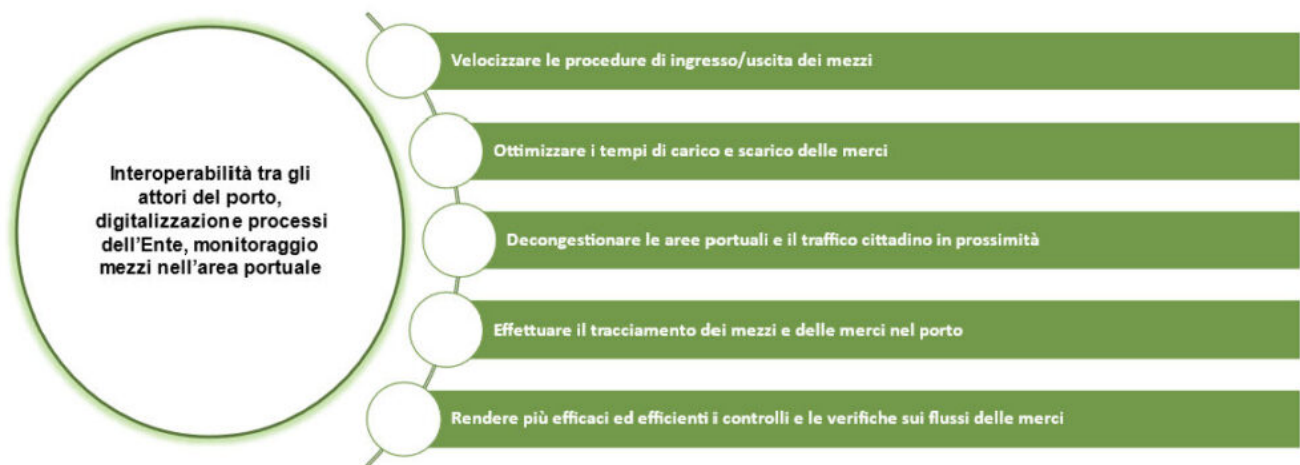 Interoperabilità tra gli
attori del porto,
digitalizzazione processi
dell'Ente, monitoraggio
mezzi nell'area portuale
Velocizzare le procedure di ingresso/uscita dei mezzi
Ottimizzare i tempi di carico e scarico delle merci
Decongestionare le aree portuali e il traffico cittadino in prossimità
Effettuare il tracciamento dei mezzi e delle merci nel porto
Rendere più efficaci ed efficienti i controlli e le verifiche sui flussi delle merci